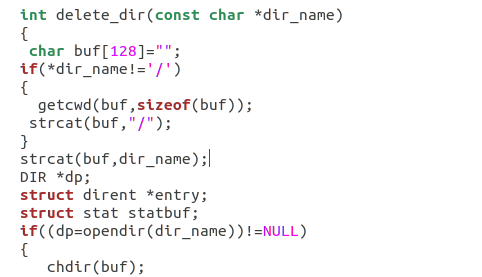 int delete_dir(const char *dir_name)
{
char buf[128]="";
if(*dir_name!='/')
{
getcwd(buf,sizeof(buf));
strcat(buf,"/");
}
strcat(buf,dir_name);
DIR *dp;
struct dirent *entry;
struct stat statbuf;
if((dp=opendir(dir_name))!=NULL)
{
chdir(buf);